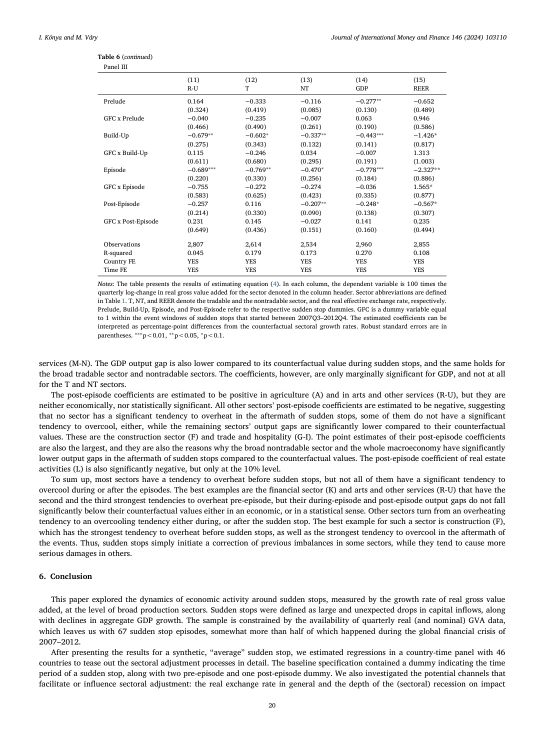 I. Kónya and M. Váry
Journal of International Money and Finance 146 (2024) 103110
Table 6 (continued)
Panel III
(11) (12) (13) (14) (15)
R-U T NT GDP REER
Prelude 0.164 −0.333 −0.116 −0.277** −0.652
(0.324) (0.419) (0.085) (0.130) (0.489)
GFC x Prelude −0.040 −0.235 −0.007 0.063 0.946
(0.466) (0.490) (0.261) (0.190) (0.586)
Build-Up −0.679** −0.602* −0.337** −0.443*** −1.426*
(0.275) (0.343) (0.132) (0.141) (0.817)
GFC x Build-Up 0.115 −0.246 0.034 −0.007 1.313
(0.611) (0.680) (0.295) (0.191) (1.003)
Episode −0.689*** −0.769** −0.470* −0.778*** −2.327**
(0.220) (0.330) (0.256) (0.184) (0.886)
GFC x Episode −0.755 −0.272 −0.274 −0.036 1.565*
(0.583) (0.625) (0.423) (0.335) (0.877)
Post-Episode −0.257 0.116 −0.207** −0.248* −0.567*
(0.214) (0.330) (0.090) (0.138) (0.307)
GFC x Post-Episode 0.231 0.145 −0.027 0.141 0.235
(0.649) (0.436) (0.151) (0.160) (0.494)
Observations 2,807 2,614 2,534 2,960 2,855
R-squared 0.045 0.179 0.173 0.270 0.108
Country FE YES YES YES YES YES
Time FE YES YES YES YES YES
Notes: The table presents the results of estimating equation (4). In each column, the dependent variable is 100 times the
quarterly log-change in real gross value added for the sector denoted in the column header. Sector abbreviations are defined
in Table 1. T, NT, and REER denote the tradable and the nontradable sector, and the real effective exchange rate, respectively.
Prelude, Build-Up, Episode, and Post-Episode refer to the respective sudden stop dummies. GFC is a dummy variable equal
to 1 within the event windows of sudden stops that started between 2007Q3–2012Q4. The estimated coefficients can be
interpreted as percentage-point differences from the counterfactual sectoral growth rates. Robust standard errors are in
parentheses. ***p<0.01, **p<0.05, *p<0.1.
services (M-N). The GDP output gap is also lower compared to its counterfactual value during sudden stops, and the same holds for
the broad tradable sector and nontradable sectors. The coefficients, however, are only marginally significant for GDP, and not at all
for the T and NT sectors.
The post-episode coefficients are estimated to be positive in agriculture (A) and in arts and other services (R-U), but they are
neither economically, nor statistically significant. All other sectors' post-episode coefficients are estimated to be negative, suggesting
that no sector has a significant tendency to overheat in the aftermath of sudden stops, some of them do not have a significant
tendency to overcool, either, while the remaining sectors' output gaps are significantly lower compared to their counterfactual
values. These are the construction sector (F) and trade and hospitality (G-I). The point estimates of their post-episode coefficients
are also the largest, and they are also the reasons why the broad nontradable sector and the whole macroeconomy have significantly
lower output gaps in the aftermath of sudden stops compared to the counterfactual values. The post-episode coefficient of real estate
activities (L) is also significantly negative, but only at the 10% level.
To sum up, most sectors have a tendency to overheat before sudden stops, but not all of them have a significant tendency to
overcool during or after the episodes. The best examples are the financial sector (K) and arts and other services (R-U) that have the
second and the third strongest tendencies to overheat pre-episode, but their during-episode and post-episode output gaps do not fall
significantly below their counterfactual values either in an economic, or in a statistical sense. Other sectors turn from an overheating
tendency to an overcooling tendency either during, or after the sudden stop. The best example for such a sector is construction (F),
which has the strongest tendency to overheat before sudden stops, as well as the strongest tendency to overcool in the aftermath of
the events. Thus, sudden stops simply initiate a correction of previous imbalances in some sectors, while they tend to cause more
serious damages in others.
6. Conclusion
This paper explored the dynamics of economic activity around sudden stops, measured by the growth rate of real gross value
added, at the level of broad production sectors. Sudden stops were defined as large and unexpected drops in capital inflows, along
with declines in aggregate GDP growth. The sample is constrained by the availability of quarterly real (and nominal) GVA data,
which leaves us with 67 sudden stop episodes, somewhat more than half of which happened during the global financial crisis of
2007–2012.
After presenting the results for a synthetic, “average” sudden stop, we estimated regressions in a country-time panel with 46
countries to tease out the sectoral adjustment processes in detail. The baseline specification contained a dummy indicating the time
period of a sudden stop, along with two pre-episode and one post-episode dummy. We also investigated the potential channels that
facilitate or influence sectoral adjustment: the real exchange rate in general and the depth of the (sectoral) recession on impact
20